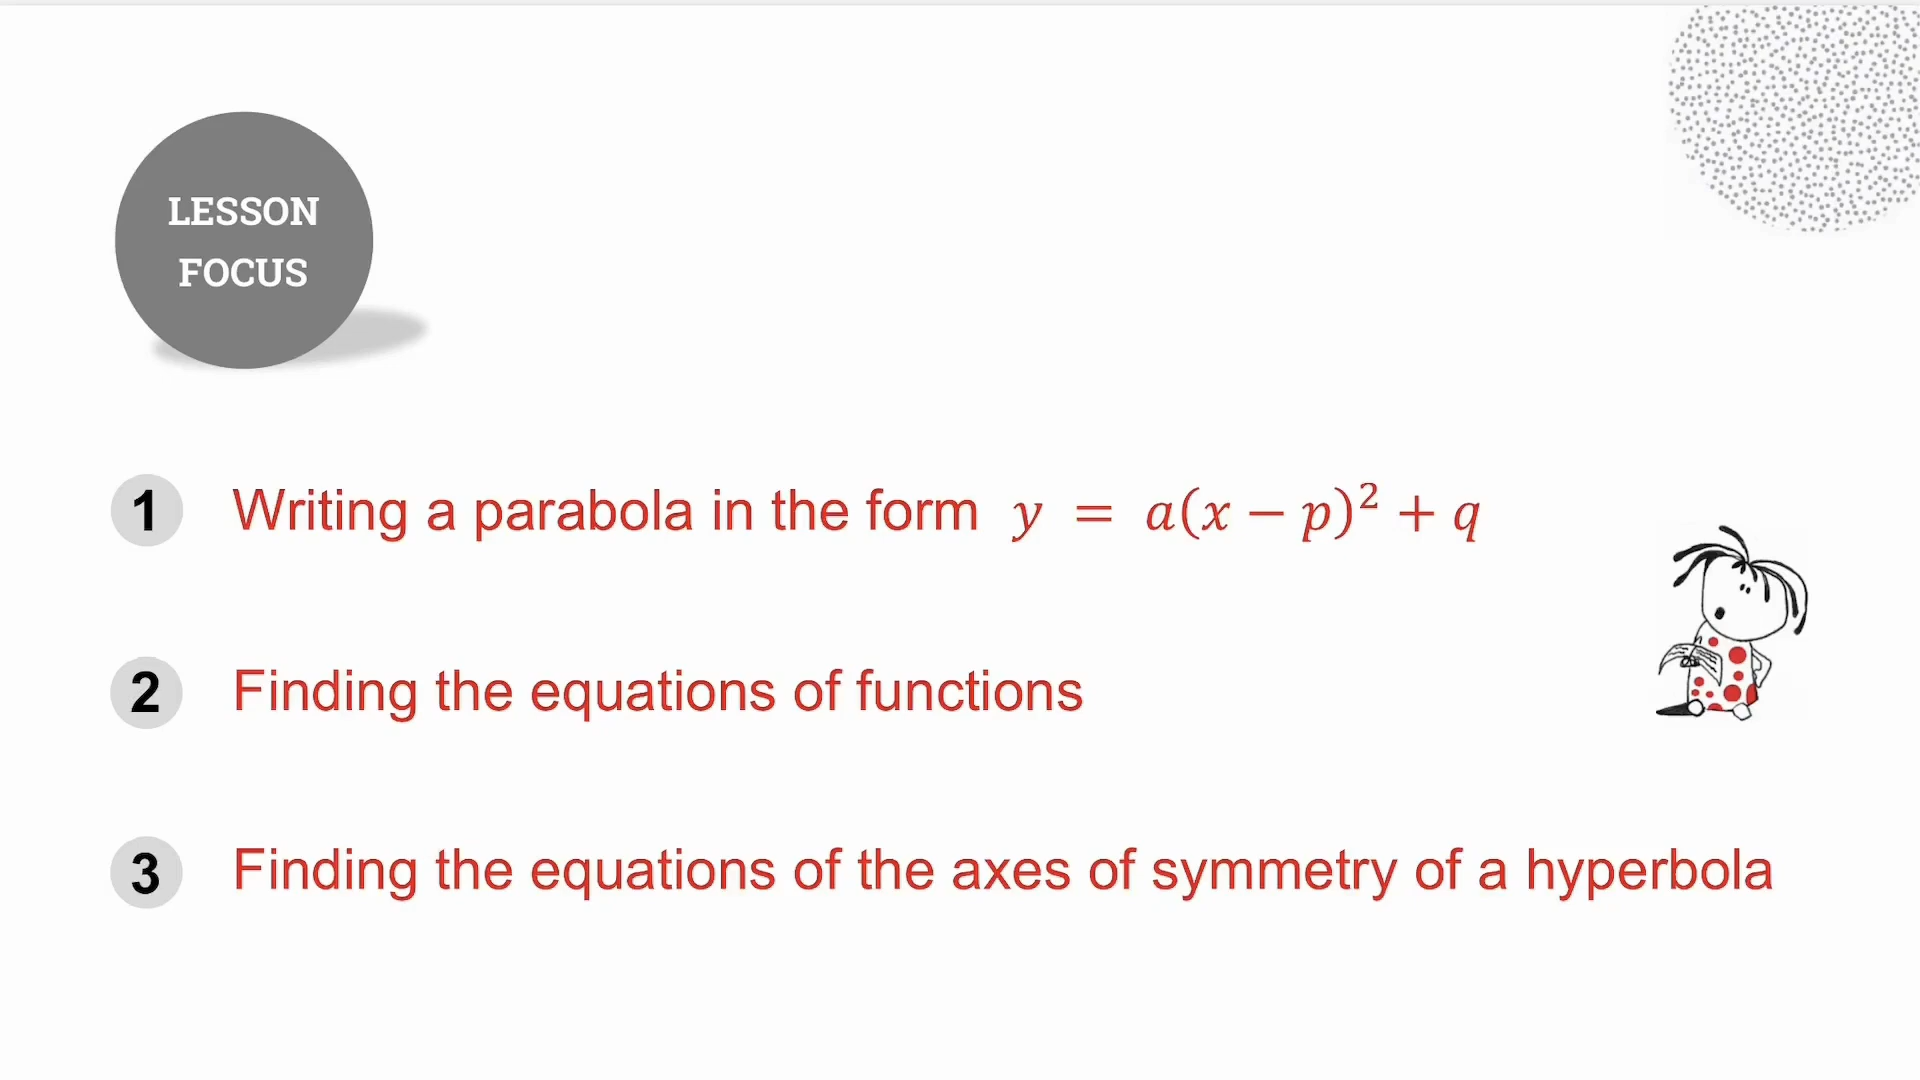 LESSON
FOCUS
1 Writing a parabola in the form y = a(x − p)² + q
2 Finding the equations of functions
3 Finding the equations of the axes of symmetry of a hyperbola